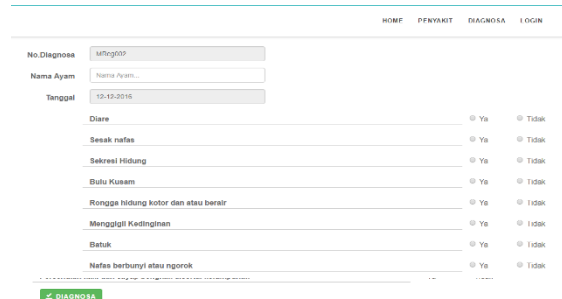 HOME PENYAKIT DIAGNOSA LOGIN
No.Diagnosa MReg002
Nama Ayam Nama Ayam...
Tanggal 12-12-2016
Diare Ya Tidak
Sesak nafas Ya Tidak
Sekresi Hidung Ya Tidak
Bulu Kusam Ya Tidak
Rongga hidung kotor dan atau berair Ya Tidak
Menggigil Kedinginan Ya Tidak
Batuk Ya Tidak
Nafas berbunyi atau ngorok Ya Tidak
DIAGNOSA